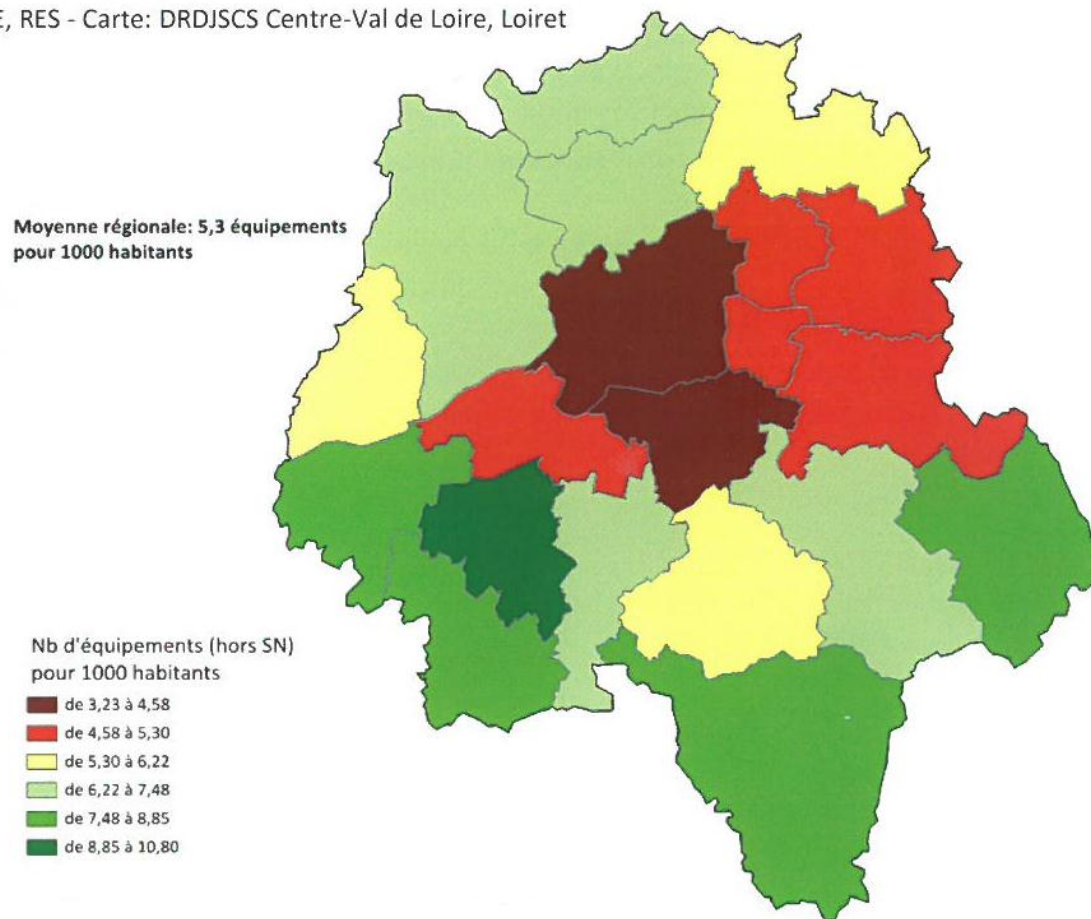 E, RES - Carte: DRDJSCS Centre-Val de Loire, Loiret
Moyenne régionale: 5,3 équipements
pour 1000 habitants
Nb d'équipements (hors SN)
pour 1000 habitants
de 3,23 à 4,58
de 4,58 à 5,30
de 5,30 à 6,22
de 6,22 à 7,48
de 7,48 à 8,85
de 8,85 à 10,80